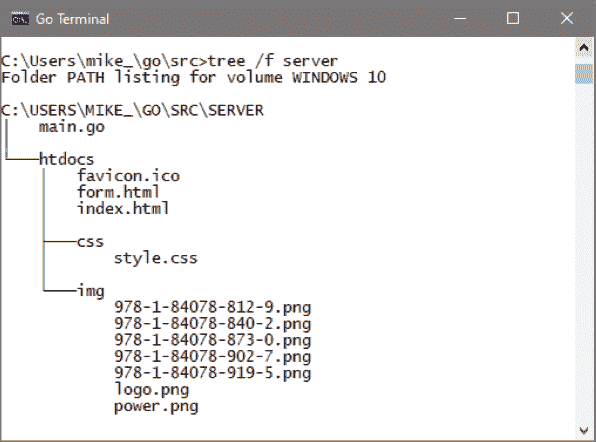 Go Terminal
C:\Users\mike_\go\src>tree /f server
Folder PATH listing for volume WINDOWS 10
C:\USERS\MIKE_\GO\SRC\SERVER
main.go
htdocs
favicon.ico
form.html
index.html
css
style.css
img
978-1-84078-812-9.png
978-1-84078-840-2.png
978-1-84078-873-0.png
978-1-84078-902-7.png
978-1-84078-919-5.png
logo.png
power.png